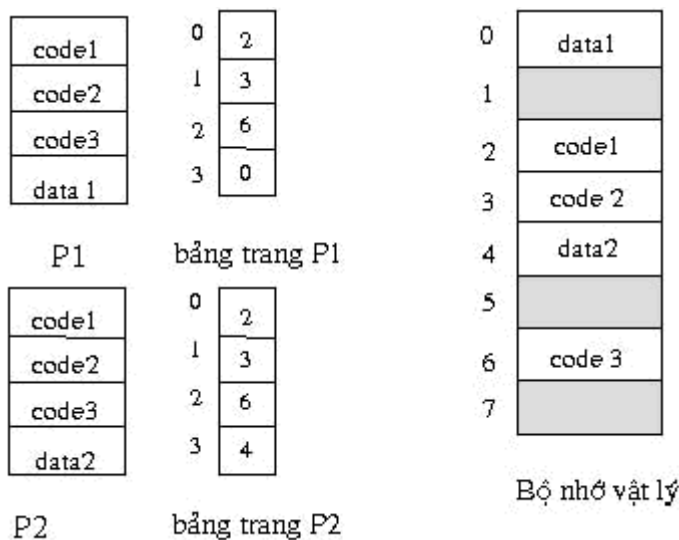 code1
code2
code3
data 1
P1
0 2
1 3
2 6
3 0
bảng trang P1
code1
code2
code3
data2
P2
0 2
1 3
2 6
3 4
bảng trang P2
0 data1
1
2 code1
3 code 2
4 data2
5
6 code 3
7
Bộ nhớ vật lý